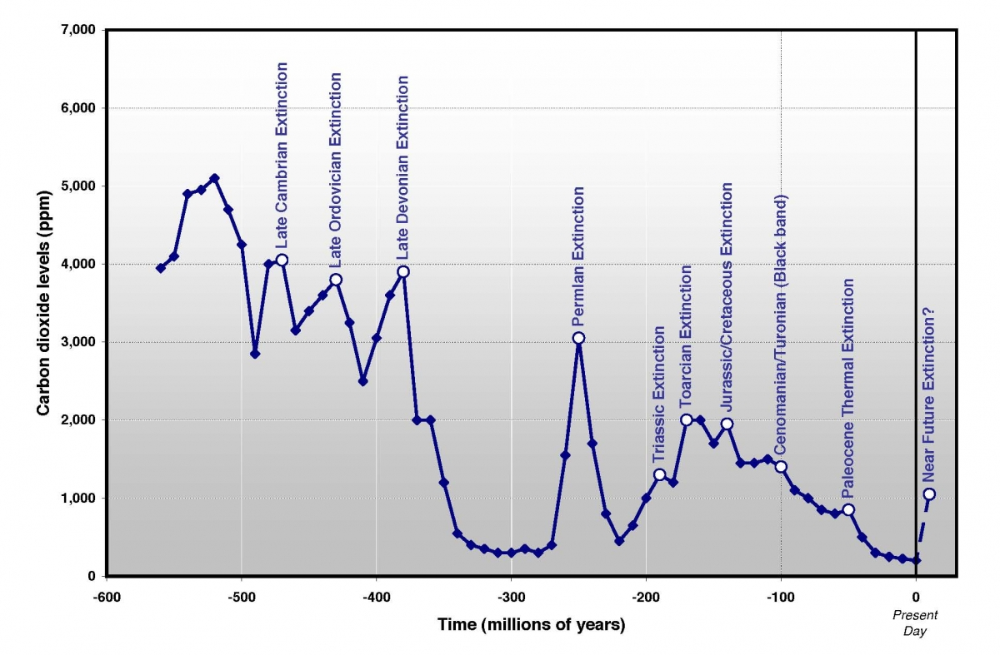 7,000
6,000
5,000
4,000
3,000
2,000
1,000
0
Carbon dioxide levels (ppm)
Late Cambrian Extinction
Late Ordovician Extinction
Late Devonian Extinction
PermIan Extinction
Triassic Extinction
Toarcian Extinction
Jurassic/Cretaceous Extinction
Cenomanian/Turonian (Black band)
Paleocene Thermal Extinction
Near Future Extinction?
-600
-500
-400
-300
-200
-100
0
Present
Day
Time (millions of years)